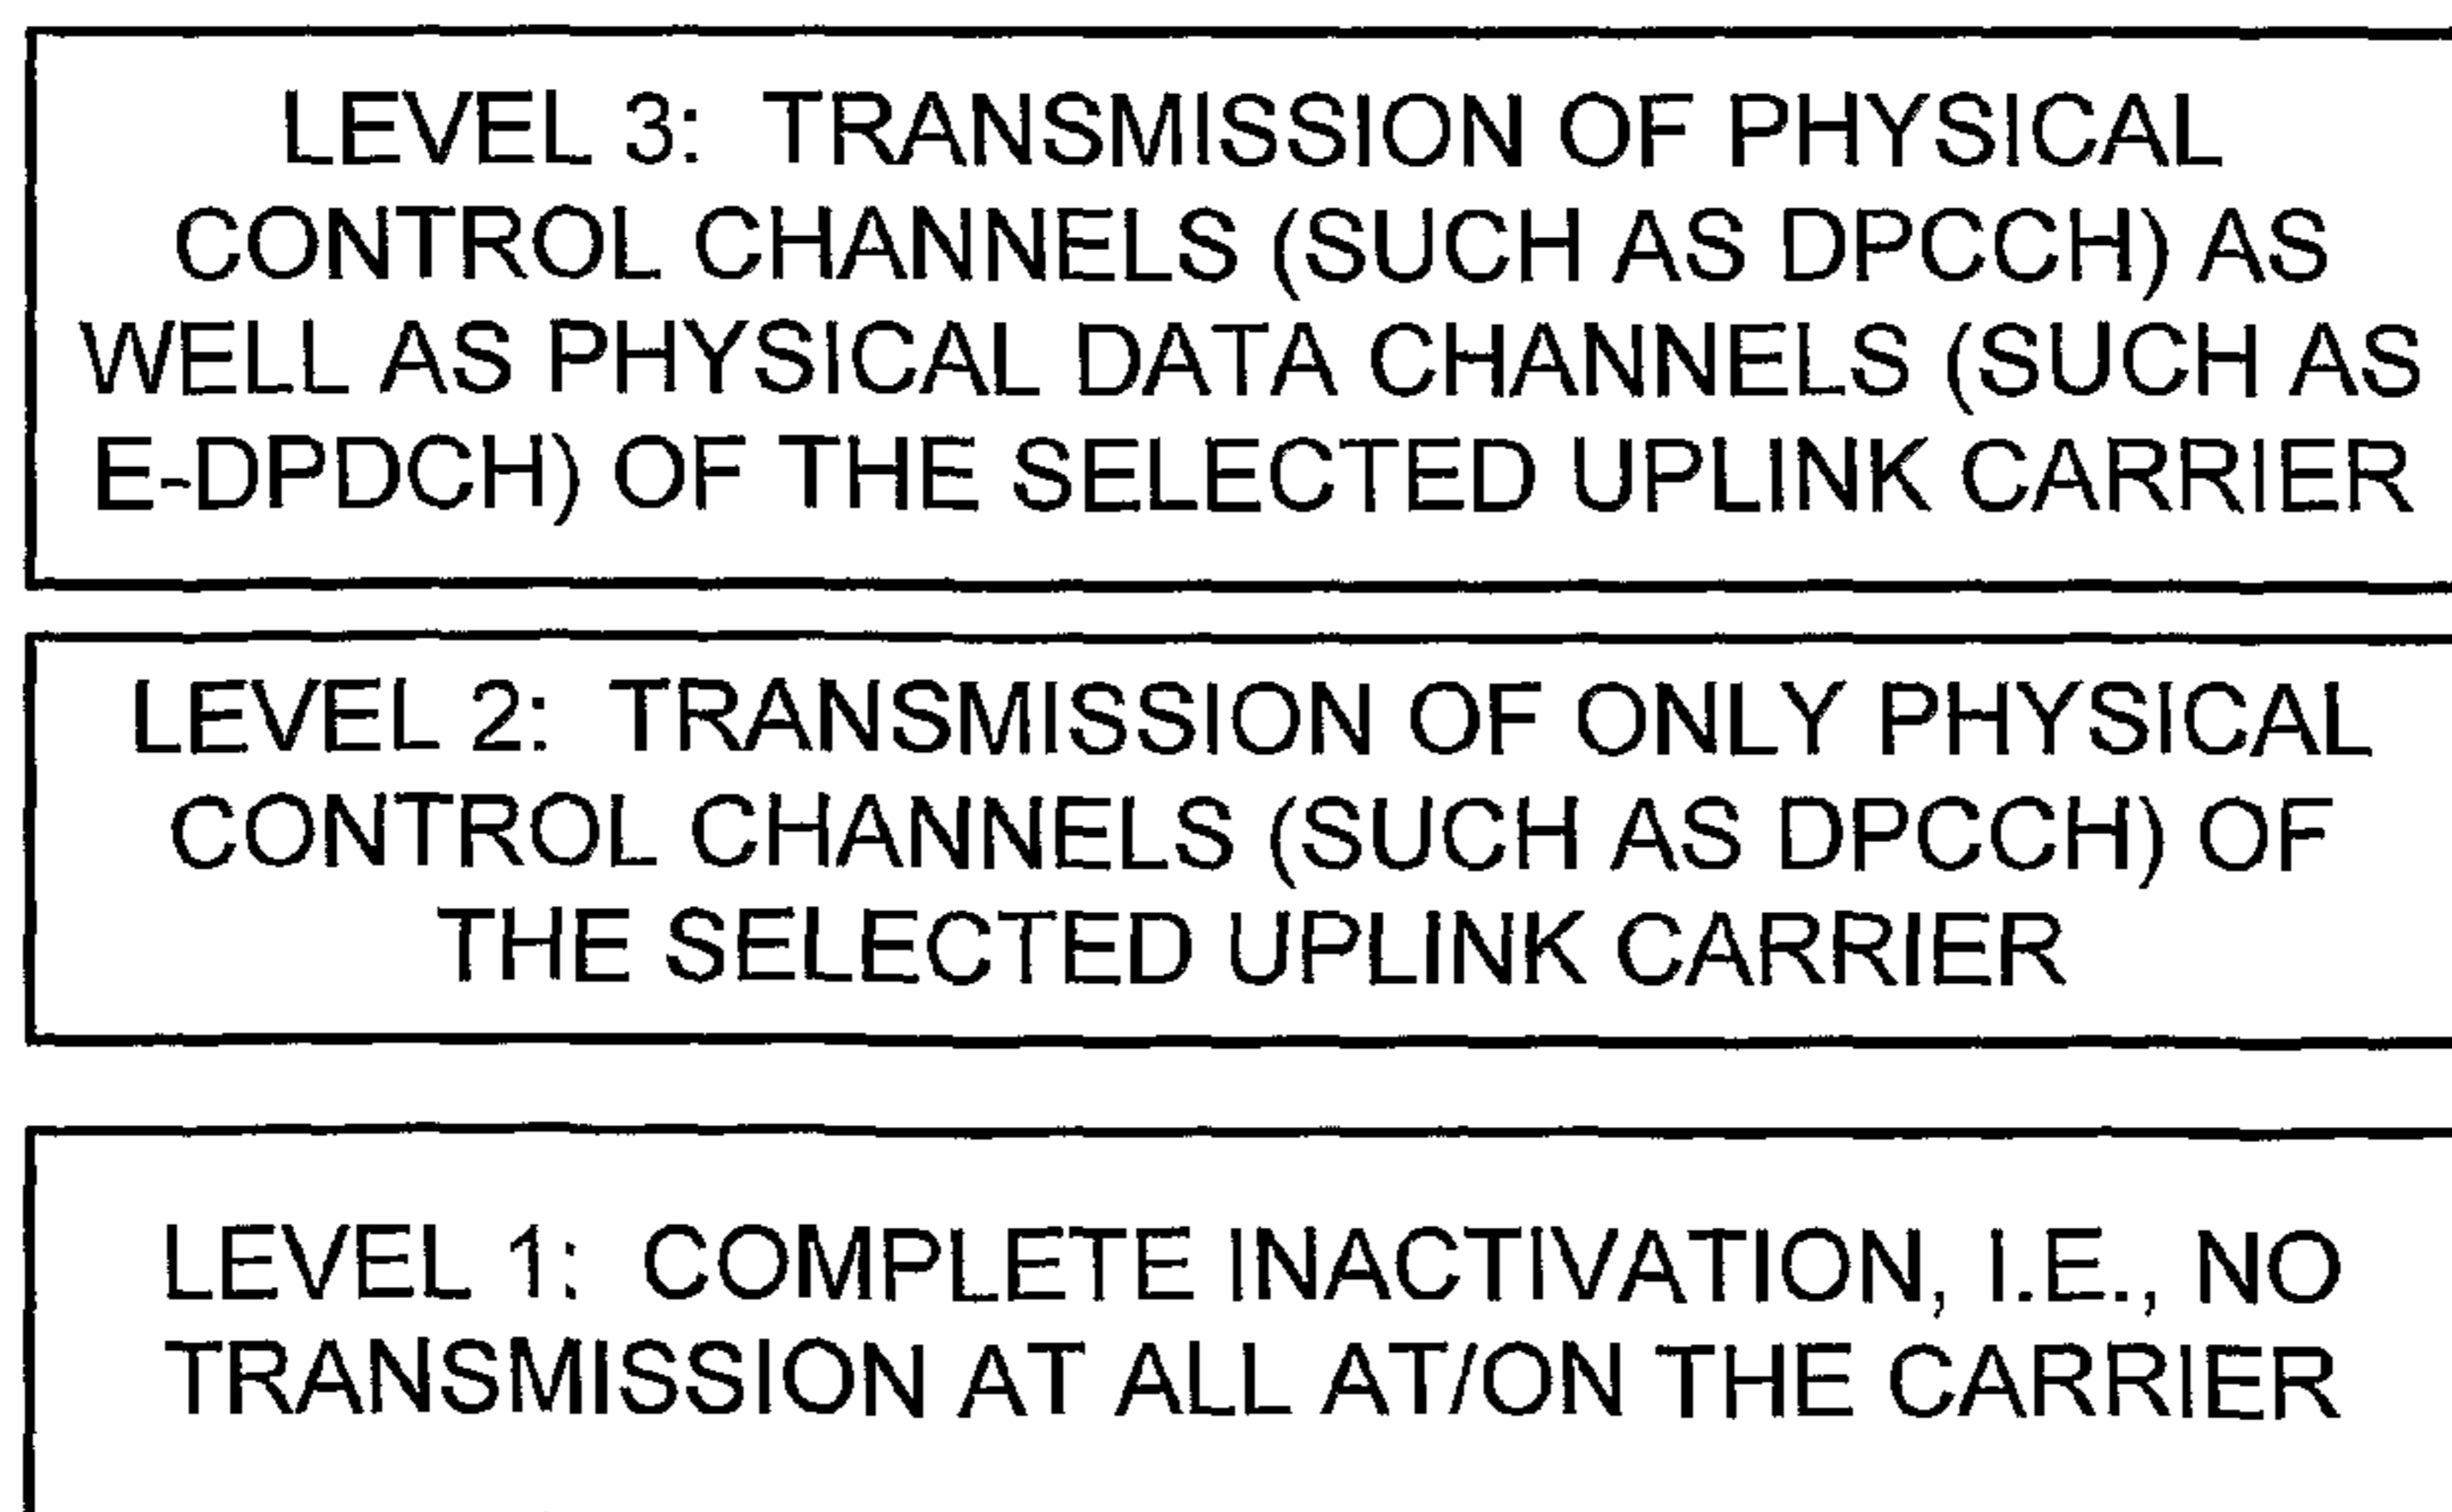 LEVEL 3: TRANSMISSION OF PHYSICAL
CONTROL CHANNELS (SUCH AS DPCCH) AS
WELL AS PHYSICAL DATA CHANNELS (SUCH AS
E-DPDCH) OF THE SELECTED UPLINK CARRIER
LEVEL 2: TRANSMISSION OF ONLY PHYSICAL
CONTROL CHANNELS (SUCH AS DPCCH) OF
THE SELECTED UPLINK CARRIER
LEVEL 1: COMPLETE INACTIVATION, I.E., NO
TRANSMISSION AT ALL AT/ON THE CARRIER